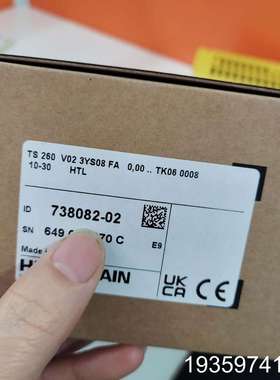 TS 260 V02 3YS08 FA 0,00 .. TK06 0008
10-30 HTL
ID 738082-02
SN 649 70 C
E9
Made
UK
CA
CE
19359741